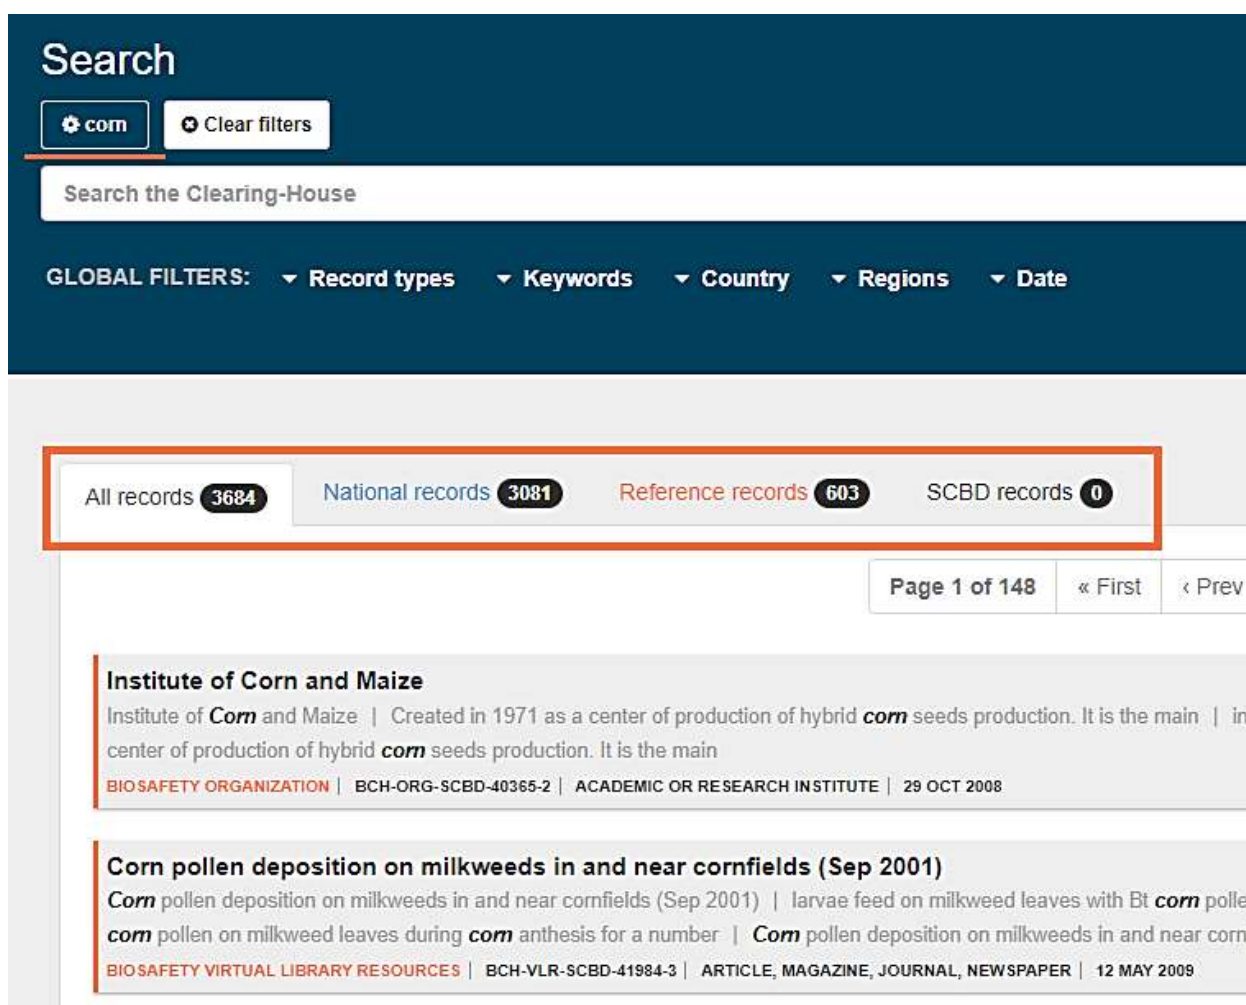 Search
corn
Clear filters
Search the Clearing-House
GLOBAL FILTERS: Record types Keywords Country Regions Date
All records 3684 National records 3081 Reference records 603 SCBD records 0
Page 1 of 148 « First ‹ Prev
Institute of Corn and Maize
Institute of Corn and Maize | Created in 1971 as a center of production of hybrid corn seeds production. It is the main | in
center of production of hybrid corn seeds production. It is the main
BIOSAFETY ORGANIZATION | BCH-ORG-SCBD-40365-2 | ACADEMIC OR RESEARCH INSTITUTE | 29 OCT 2008
Corn pollen deposition on milkweeds in and near cornfields (Sep 2001)
Corn pollen deposition on milkweeds in and near cornfields (Sep 2001) | larvae feed on milkweed leaves with Bt corn polle
corn pollen on milkweed leaves during corn anthesis for a number | Corn pollen deposition on milkweeds in and near corn
BIOSAFETY VIRTUAL LIBRARY RESOURCES | BCH-VLR-SCBD-41984-3 | ARTICLE, MAGAZINE, JOURNAL, NEWSPAPER | 12 MAY 2009